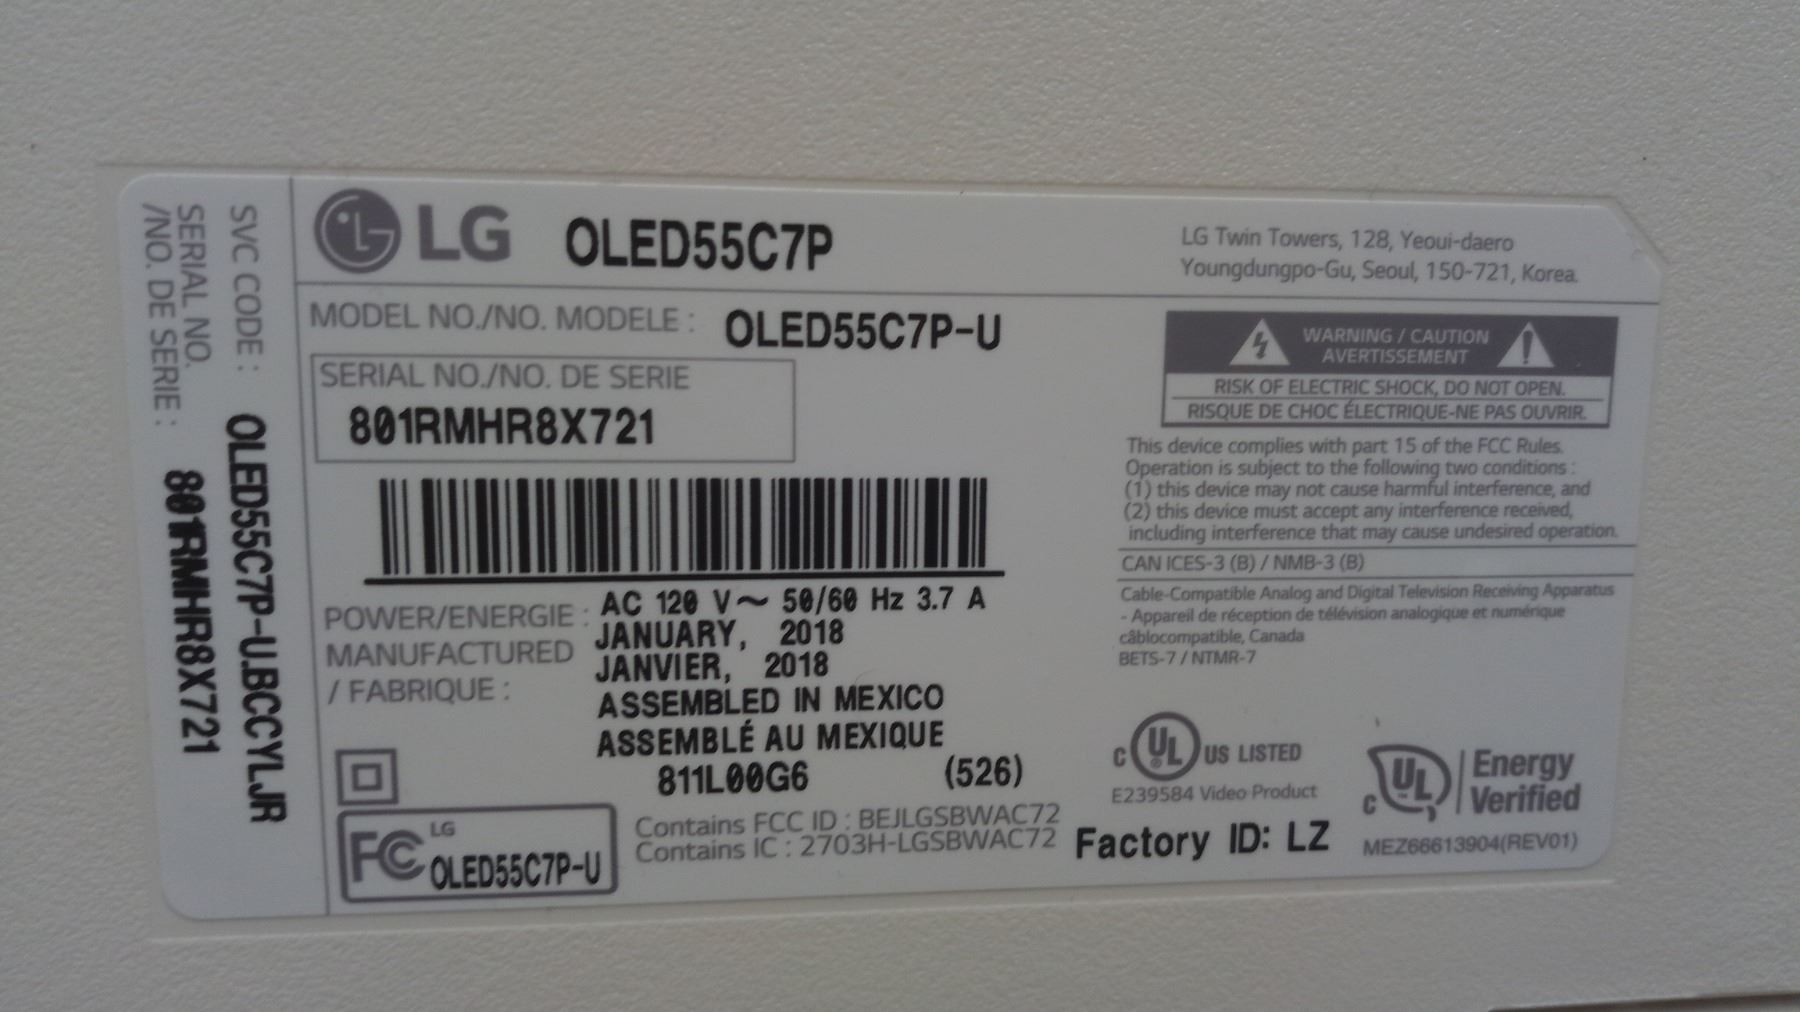 SVC CODE : OLED55C7P-U.BCCYLJR
SERIAL NO.
/NO. DE SERIE : 801RMHR8X721
LG OLED55C7P
LG Twin Towers, 128, Yeoui-daero
Youngdungpo-Gu, Seoul, 150-721, Korea.
MODEL NO./NO. MODELE : OLED55C7P-U
SERIAL NO./NO. DE SERIE
801RMHR8X721
POWER/ENERGIE : AC 120 V~ 50/60 Hz 3.7 A
MANUFACTURED
/ FABRIQUE :
JANUARY, 2018
JANVIER, 2018
ASSEMBLED IN MEXICO
ASSEMBLÉ AU MEXIQUE
811L00G6 (526)
FC LG
OLED55C7P-U
Contains FCC ID : BEJLGSBWAC72
Contains IC : 2703H-LGSBWAC72
WARNING / CAUTION
AVERTISSEMENT
RISK OF ELECTRIC SHOCK, DO NOT OPEN.
RISQUE DE CHOC ÉLECTRIQUE-NE PAS OUVRIR.
This device complies with part 15 of the FCC Rules.
Operation is subject to the following two conditions :
(1) this device may not cause harmful interference, and
(2) this device must accept any interference received,
including interference that may cause undesired operation.
CAN ICES-3 (B) / NMB-3 (B)
Cable-Compatible Analog and Digital Television Receiving Apparatus
- Appareil de réception de télévision analogique et numérique
câblocompatible, Canada
BETS-7 / NTMR-7
C UL ® US LISTED
E239584 Video Product
C UL ™ Energy
Verified
Factory ID: LZ
MEZ66613904(REV01)